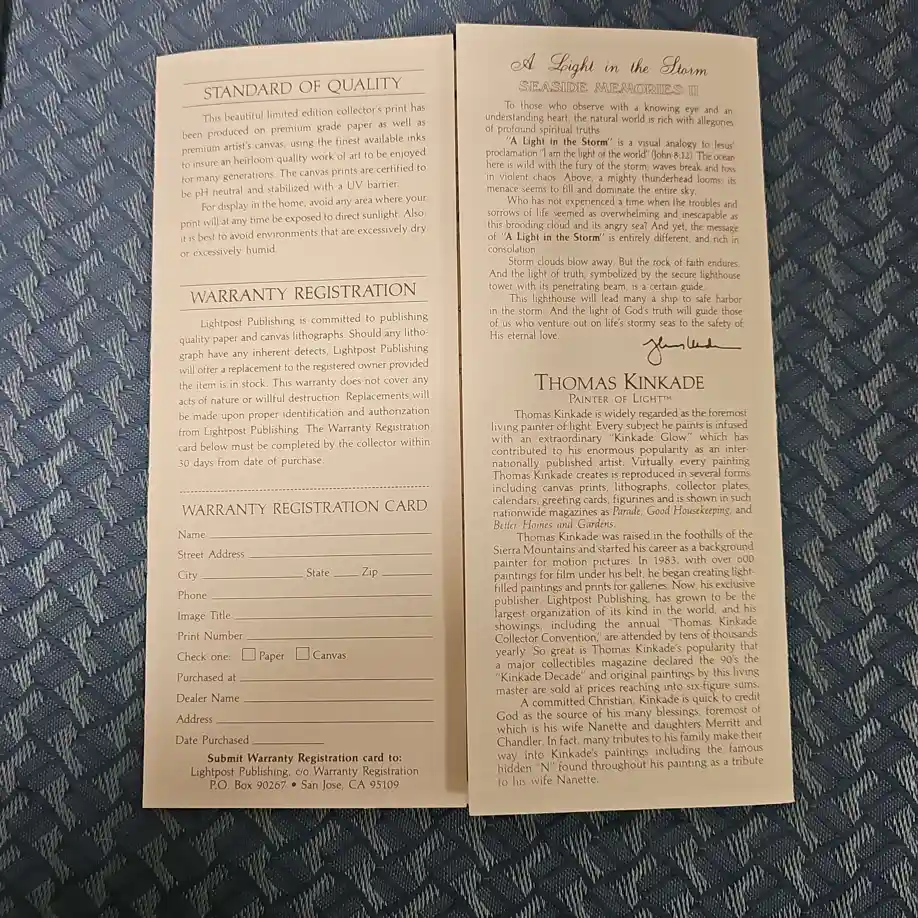 STANDARD OF QUALITY
This beautiful limited edition collector's print has
been produced on premium grade paper as well as
premium artist's canvas, using the finest available inks
to insure an heirloom quality work of art to be enjoyed
for many generations. The canvas prints are certified to
be pH neutral and stabilized with a UV barrier.
For display in the home, avoid any area where your
print will at any time be exposed to direct sunlight. Also,
it is best to avoid environments that are excessively dry
or excessively humid.
WARRANTY REGISTRATION
Lightpost Publishing is committed to publishing
quality paper and canvas lithographs. Should any litho-
graph have any inherent defects, Lightpost Publishing
will offer a replacement to the registered owner provided
the item is in stock. This warranty does not cover any
acts of nature or willful destruction. Replacements will
be made upon proper identification and authorization
from Lightpost Publishing. The Warranty Registration
card below must be completed by the collector within
30 days from date of purchase.
WARRANTY REGISTRATION CARD
Name
Street Address
City State Zip
Phone
Image Title
Print Number
Check one: Paper Canvas
Purchased at
Dealer Name
Address
Date Purchased
Submit Warranty Registration card to:
Lightpost Publishing, c/o Warranty Registration
P.O. Box 90267 • San Jose, CA 95109
A Light in the Storm
SEASIDE MEMORIES II
To those who observe with a knowing eye and an
understanding heart, the natural world is rich with allegories
of profound spiritual truths.
"A Light in the Storm" is a visual analogy to Jesus'
proclamation "I am the light of the world" (John 8:12). The ocean
here is wild with the fury of the storm; waves break and toss
in violent chaos. Above, a mighty thunderhead looms; its
menace seems to fill and dominate the entire sky.
Who has not experienced a time when the troubles and
sorrows of life seemed as overwhelming and inescapable as
this brooding cloud and its angry sea? And yet, the message
of "A Light in the Storm" is entirely different, and rich in
consolation.
Storm clouds blow away. But the rock of faith endures.
And the light of truth, symbolized by the secure lighthouse
tower with its penetrating beam, is a certain guide.
This lighthouse will lead many a ship to safe harbor
in the storm. And the light of God's truth will guide those
of us who venture out on life's stormy seas to the safety of
His eternal love.
THOMAS KINKADE
PAINTER OF LIGHT™
Thomas Kinkade is widely regarded as the foremost
living painter of light. Every subject he paints is infused
with an extraordinary "Kinkade Glow" which has
contributed to his enormous popularity as an inter-
nationally published artist. Virtually every painting
Thomas Kinkade creates is reproduced in several forms
including canvas prints, lithographs, collector plates,
calendars, greeting cards, figurines and is shown in such
nationwide magazines as Parade, Good Housekeeping, and
Better Homes and Gardens.
Thomas Kinkade was raised in the foothills of the
Sierra Mountains and started his career as a background
painter for motion pictures. In 1983, with over 600
paintings for film under his belt, he began creating light-
filled paintings and prints for galleries. Now, his exclusive
publisher, Lightpost Publishing, has grown to be the
largest organization of its kind in the world, and his
showings, including the annual "Thomas Kinkade
Collector Convention," are attended by tens of thousands
yearly. So great is Thomas Kinkade's popularity that
a major collectibles magazine declared the 90's the
"Kinkade Decade" and original paintings by this living
master are sold at prices reaching into six-figure sums.
A committed Christian, Kinkade is quick to credit
God as the source of his many blessings, foremost of
which is his wife Nanette and daughters Merritt and
Chandler. In fact, many tributes to his family make their
way into Kinkade's paintings including the famous
hidden "N" found throughout his painting as a tribute
to his wife Nanette.